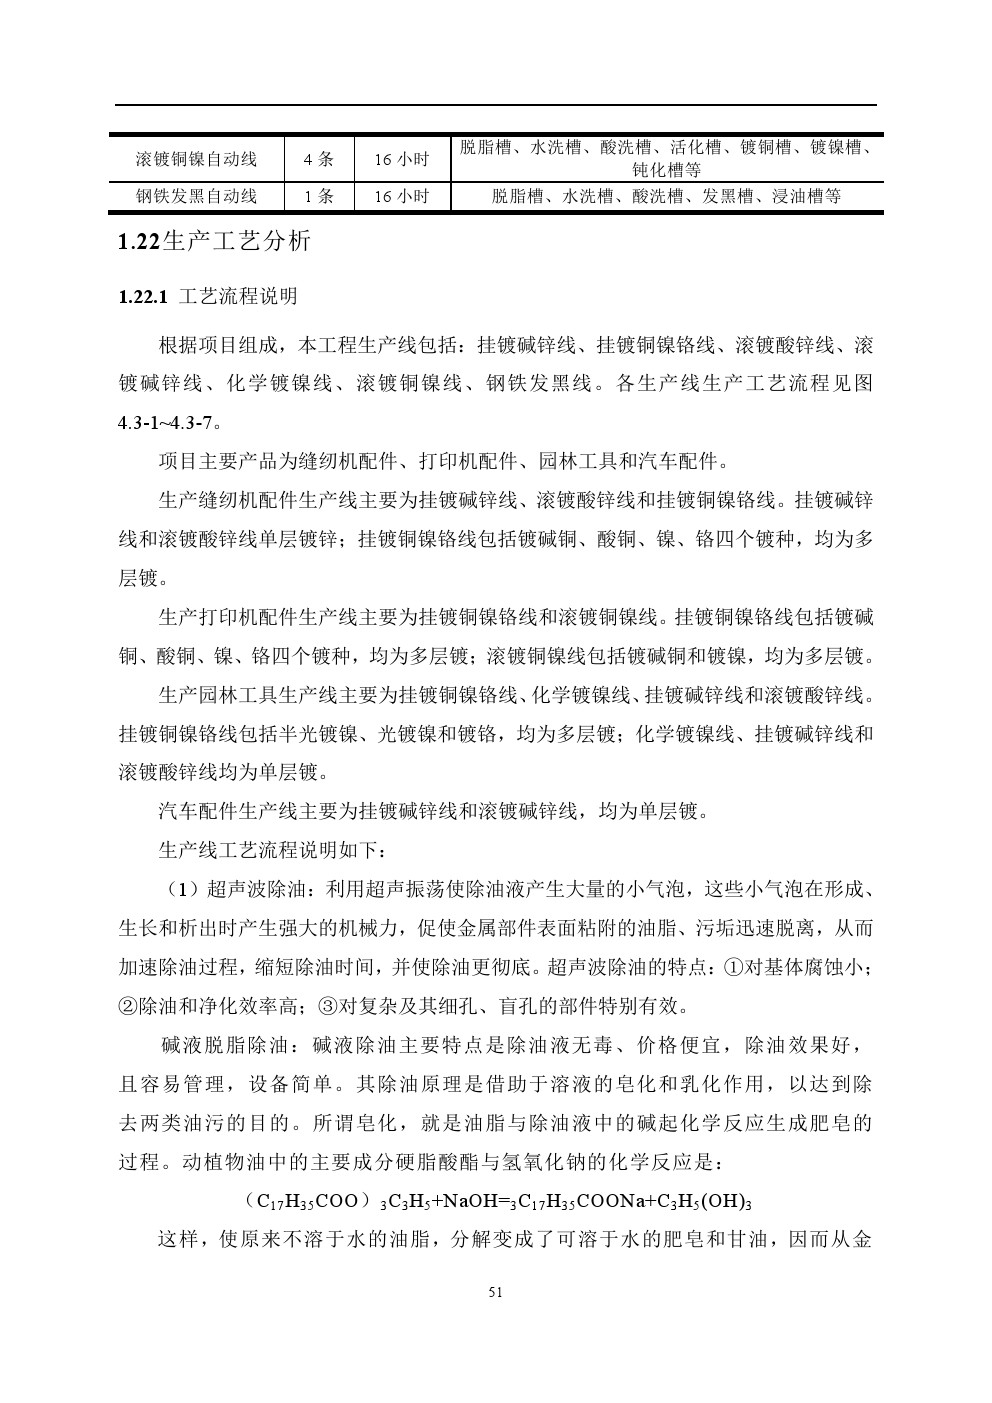 滚镀铜镍自动线 4 条 16 小时 脱脂槽、水洗槽、酸洗槽、活化槽、镀铜槽、镀镍槽、
钝化槽等
钢铁发黑自动线 1 条 16 小时 脱脂槽、水洗槽、酸洗槽、发黑槽、浸油槽等
1.22生产工艺分析
1.22.1 工艺流程说明
根据项目组成，本工程生产线包括：挂镀碱锌线、挂镀铜镍铬线、滚镀酸锌线、滚
镀碱锌线、化学镀镍线、滚镀铜镍线、钢铁发黑线。各生产线生产工艺流程见图
4.3-1~4.3-7。
项目主要产品为缝纫机配件、打印机配件、园林工具和汽车配件。
生产缝纫机配件生产线主要为挂镀碱锌线、滚镀酸锌线和挂镀铜镍铬线。挂镀碱锌
线和滚镀酸锌线单层镀锌；挂镀铜镍铬线包括镀碱铜、酸铜、镍、铬四个镀种，均为多
层镀。
生产打印机配件生产线主要为挂镀铜镍铬线和滚镀铜镍线。挂镀铜镍铬线包括镀碱
铜、酸铜、镍、铬四个镀种，均为多层镀；滚镀铜镍线包括镀碱铜和镀镍，均为多层镀。
生产园林工具生产线主要为挂镀铜镍铬线、化学镀镍线、挂镀碱锌线和滚镀酸锌线。
挂镀铜镍铬线包括半光镀镍、光镀镍和镀铬，均为多层镀；化学镀镍线、挂镀碱锌线和
滚镀酸锌线均为单层镀。
汽车配件生产线主要为挂镀碱锌线和滚镀碱锌线，均为单层镀。
生产线工艺流程说明如下：
（1）超声波除油：利用超声振荡使除油液产生大量的小气泡，这些小气泡在形成、
生长和析出时产生强大的机械力，促使金属部件表面粘附的油脂、污垢迅速脱离，从而
加速除油过程，缩短除油时间，并使除油更彻底。超声波除油的特点：①对基体腐蚀小；
②除油和净化效率高；③对复杂及其细孔、盲孔的部件特别有效。
碱液脱脂除油：碱液除油主要特点是除油液无毒、价格便宜，除油效果好，
且容易管理，设备简单。其除油原理是借助于溶液的皂化和乳化作用，以达到除
去两类油污的目的。所谓皂化，就是油脂与除油液中的碱起化学反应生成肥皂的
过程。动植物油中的主要成分硬脂酸酯与氢氧化钠的化学反应是：
（C₁₇H₃₅COO）₃C₃H₅+NaOH=₃C₁₇H₃₅COONa+C₃H₅(OH)₃
这样，使原来不溶于水的油脂，分解变成了可溶于水的肥皂和甘油，因而从金
51